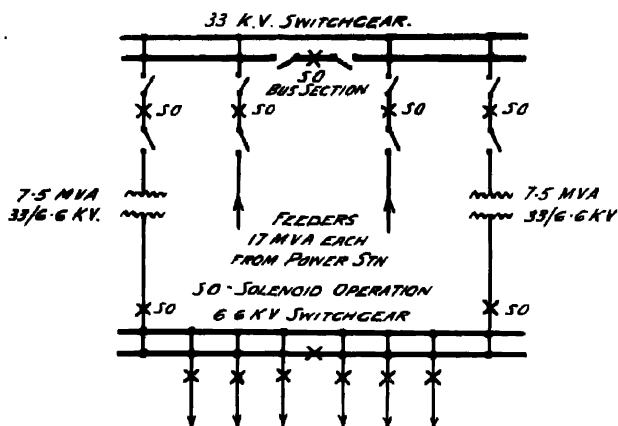 33 K.V. SWITCHGEAR.
SO
BUS SECTION
SO
SO
SO
SO
7·5 MVA
33/6·6 KV.
7·5 MVA
33/6·6 KV
FEEDERS
17 MVA EACH
FROM POWER STN
SO - SOLENOID OPERATION
SO
6 6 KV SWITCHGEAR
SO